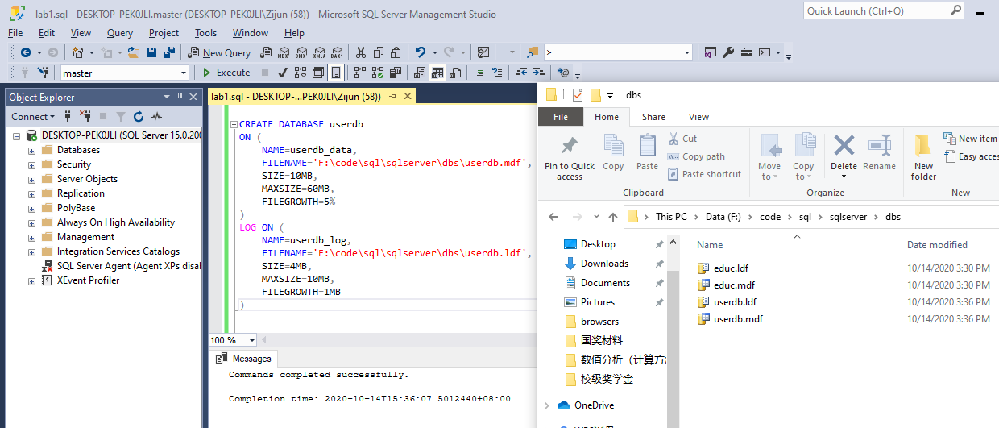 lab1.sql - DESKTOP-PEK0JLI.master (DESKTOP-PEK0JLI\Zijun (58)) - Microsoft SQL Server Management Studio
Quick Launch (Ctrl+Q)
File Edit View Query Project Tools Window Help
New Query MDX DMX XMLA DAX >
master Execute
Object Explorer
Connect
DESKTOP-PEK0JLI (SQL Server 15.0.200
Databases
Security
Server Objects
Replication
PolyBase
Always On High Availability
Management
Integration Services Catalogs
SQL Server Agent (Agent XPs disal
XEvent Profiler
lab1.sql - DESKTOP-...PEK0JLI\Zijun (58))
CREATE DATABASE userdb
ON (
NAME=userdb_data,
FILENAME='F:\code\sql\sqlserver\dbs\userdb.mdf',
SIZE=10MB,
MAXSIZE=60MB,
FILEGROWTH=5%
)
LOG ON (
NAME=userdb_log,
FILENAME='F:\code\sql\sqlserver\dbs\userdb.ldf',
SIZE=4MB,
MAXSIZE=10MB,
FILEGROWTH=1MB
)
100 %
Messages
Commands completed successfully.
Completion time: 2020-10-14T15:36:07.5012440+08:00
dbs
File Home Share View
Pin to Quick access
Copy
Paste
Cut
Copy path
Paste shortcut
Clipboard
Move to
Copy to
Delete
Rename
Organize
New folder
New item
Easy acces
New
This PC > Data (F:) > code > sql > sqlserver > dbs
Desktop
Downloads
Documents
Pictures
browsers
国奖材料
数值分析（计算方
校级奖学金
OneDrive
Name Date modified
educ.ldf 10/14/2020 3:30 PM
educ.mdf 10/14/2020 3:30 PM
userdb.ldf 10/14/2020 3:36 PM
userdb.mdf 10/14/2020 3:36 PM